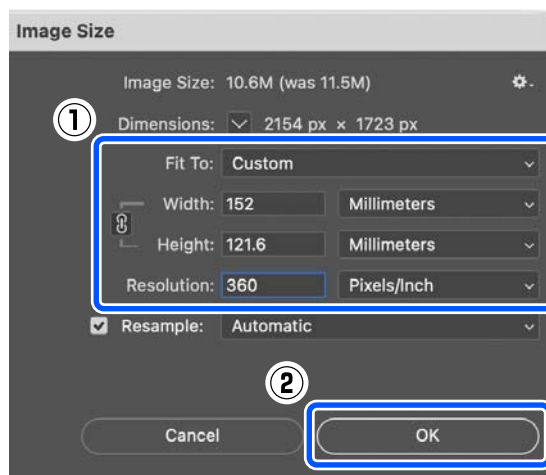 Image Size
Image Size: 10.6M (was 11.5M)
①
Dimensions: 2154 px × 1723 px
Fit To: Custom
Width: 152 Millimeters
Height: 121.6 Millimeters
Resolution: 360 Pixels/Inch
Resample: Automatic
②
Cancel OK